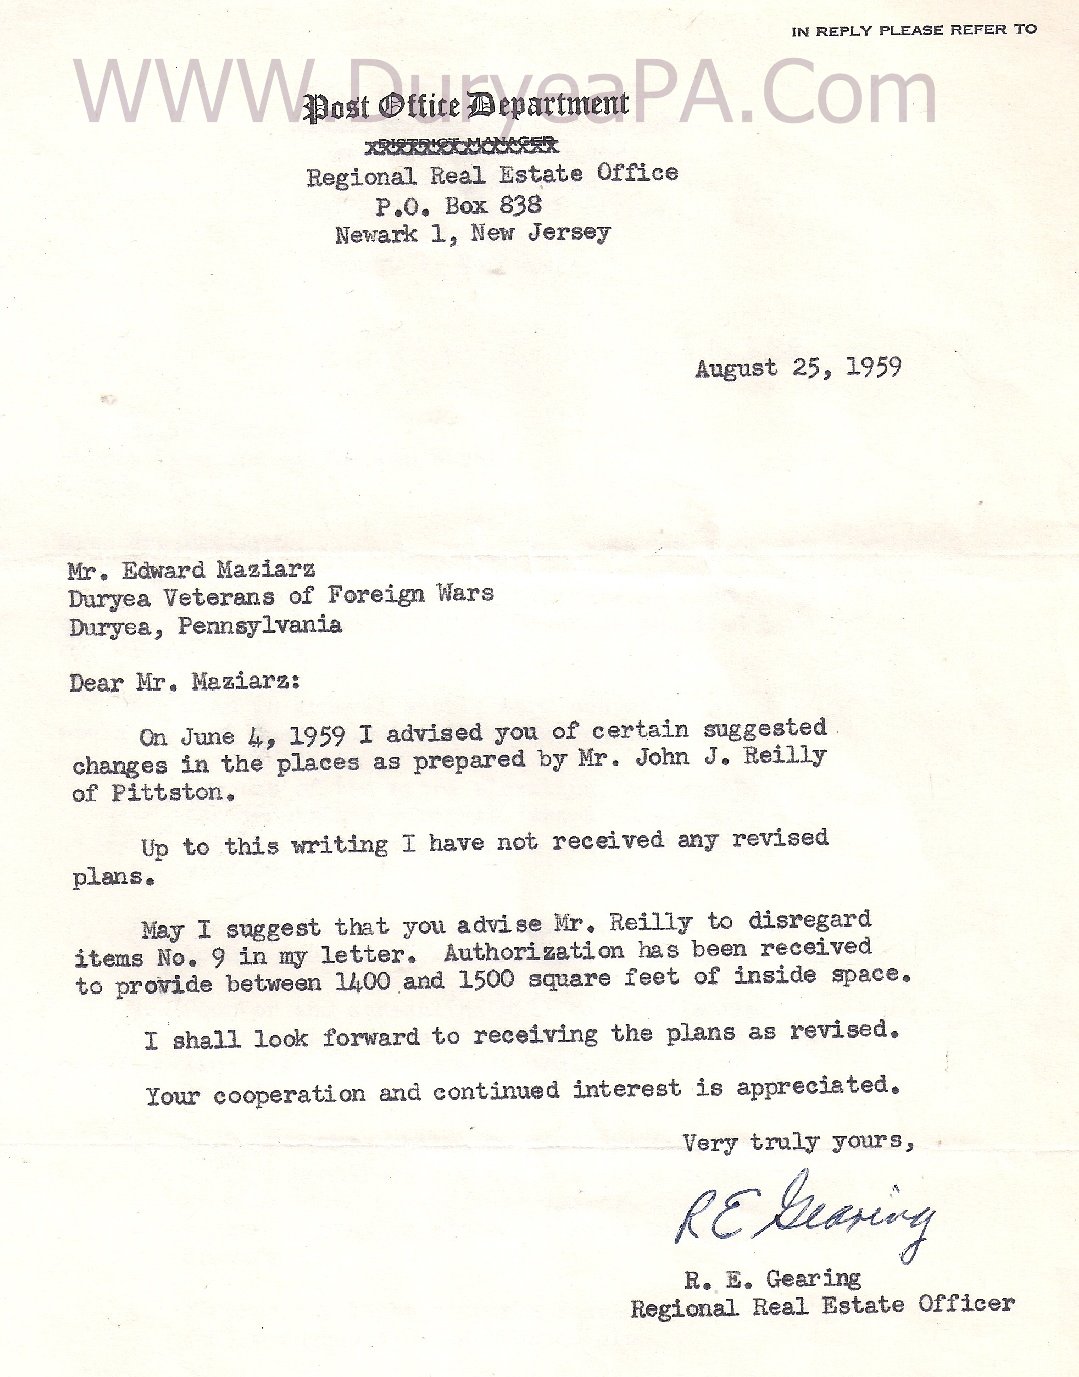 IN REPLY PLEASE REFER TO
WWW.DuryeaPA.Com
Post Office Department
DISTRICT MANAGER
Regional Real Estate Office
P.O. Box 838
Newark 1, New Jersey
August 25, 1959
Mr. Edward Maziarz
Duryea Veterans of Foreign Wars
Duryea, Pennsylvania
Dear Mr. Maziarz:
On June 4, 1959 I advised you of certain suggested
changes in the places as prepared by Mr. John J. Reilly
of Pittston.
Up to this writing I have not received any revised
plans.
May I suggest that you advise Mr. Reilly to disregard
items No. 9 in my letter. Authorization has been received
to provide between 1400 and 1500 square feet of inside space.
I shall look forward to receiving the plans as revised.
Your cooperation and continued interest is appreciated.
Very truly yours,
R E Gearing
R. E. Gearing
Regional Real Estate Officer